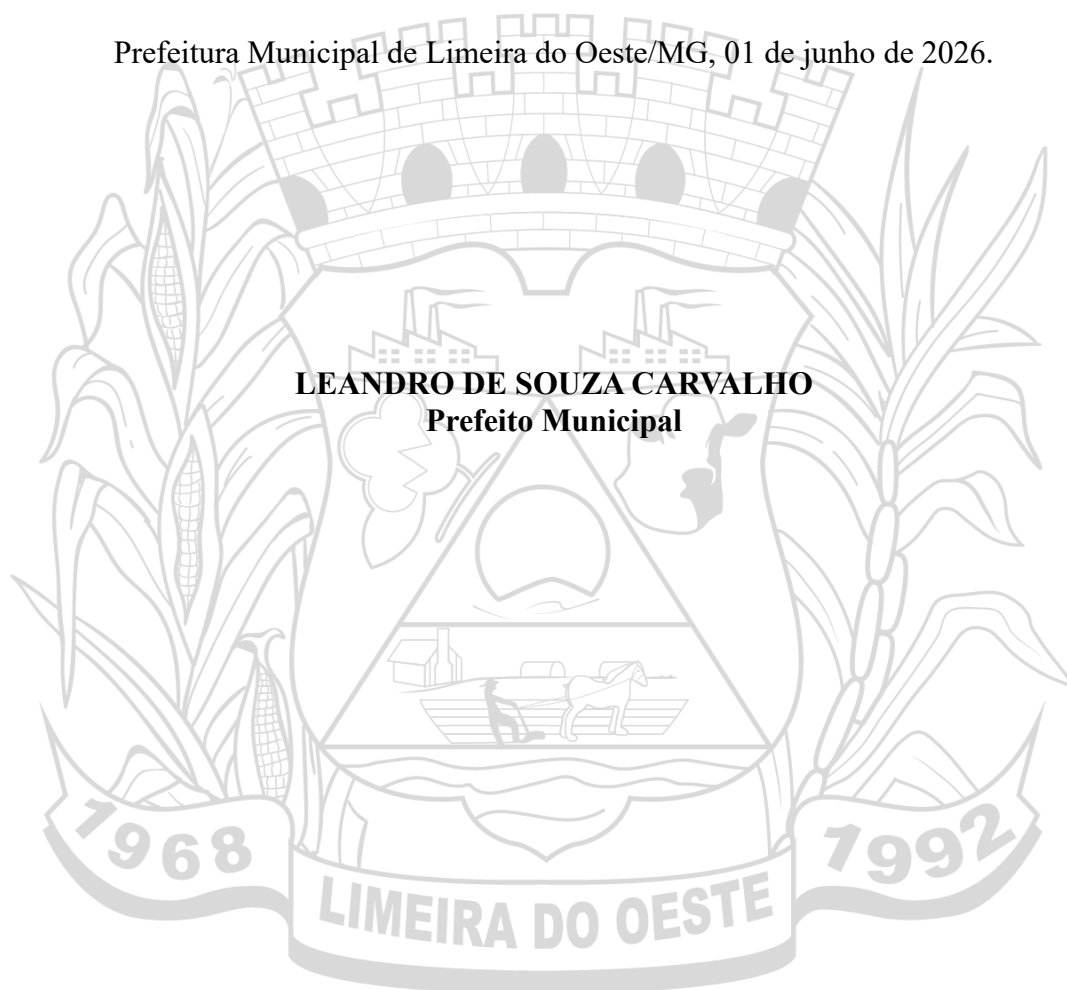 Prefeitura Municipal de Limeira do Oeste/MG, 01 de junho de 2026.
LEANDRO DE SOUZA CARVALHO
Prefeito Municipal
1968
1992
LIMEIRA DO OESTE